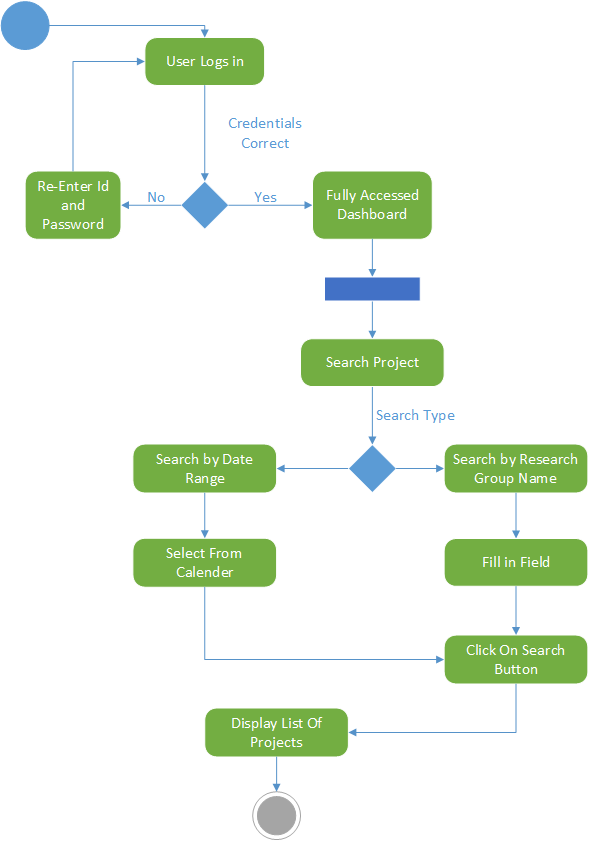 User Logs in
Credentials
Correct
Re-Enter Id
and
Password
No
Yes
Fully Accessed
Dashboard
Search Project
Search Type
Search by Date
Range
Search by Research
Group Name
Select From
Calender
Fill in Field
Click On Search
Button
Display List Of
Projects